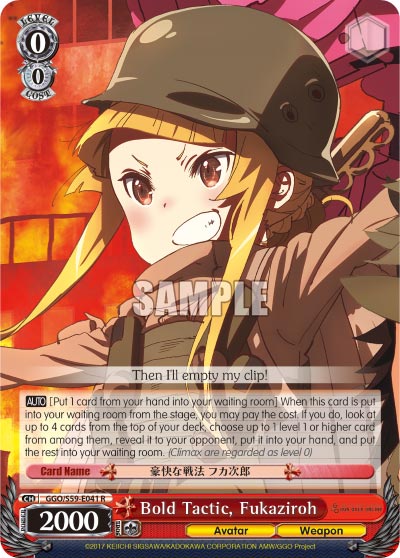 LEVEL
0
0
COST
SAMPLE
Then I'll empty my clip!
AUTO [Put 1 card from your hand into your waiting room] When this card is put
into your waiting room from the stage, you may pay the cost. If you do, look at
up to 4 cards from the top of your deck, choose up to 1 level 1 or higher card
from among them, reveal it to your opponent, put it into your hand, and put
the rest into your waiting room. (Climax are regarded as level 0)
Card Name 豪快な戦法 フカ次郎
CH GGO/S59-E041 R
POWER 2000 SOUL Bold Tactic, Fukaziroh
Avatar Weapon
©2017 KEIICHI SIGSAWA/KADOKAWA CORPORATION AMW/GGO Project